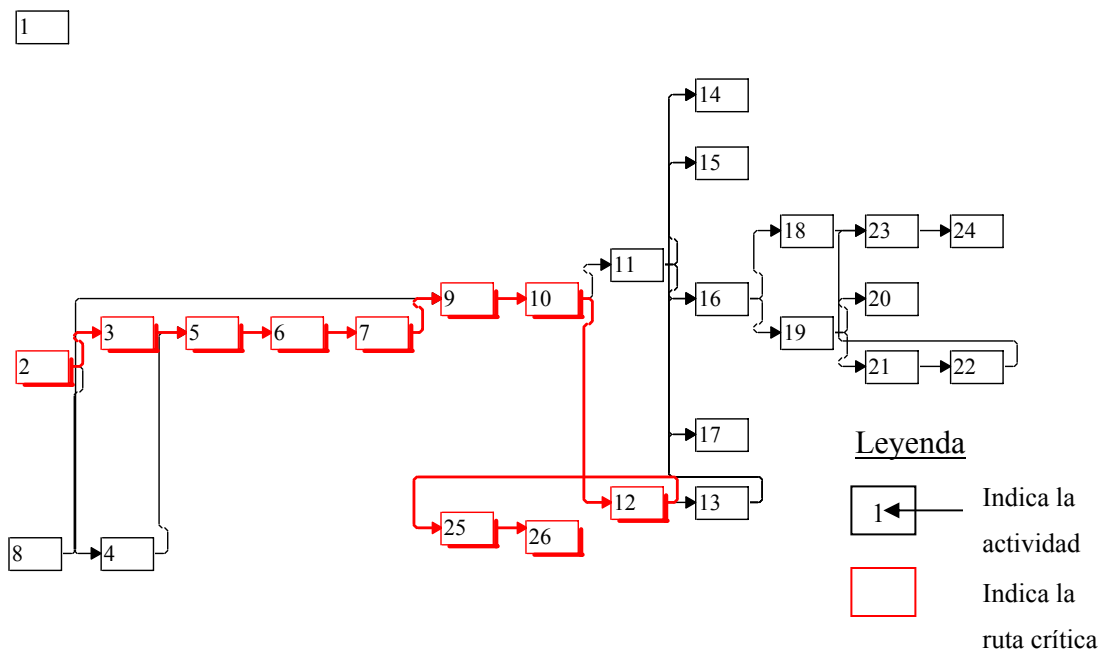 1
14
15
18 23 24
11
9 10 16 20
3 5 6 7 19
2 21 22
17
Leyenda
12 13
25 26
8 4
1 Indica la
actividad
Indica la
ruta crítica